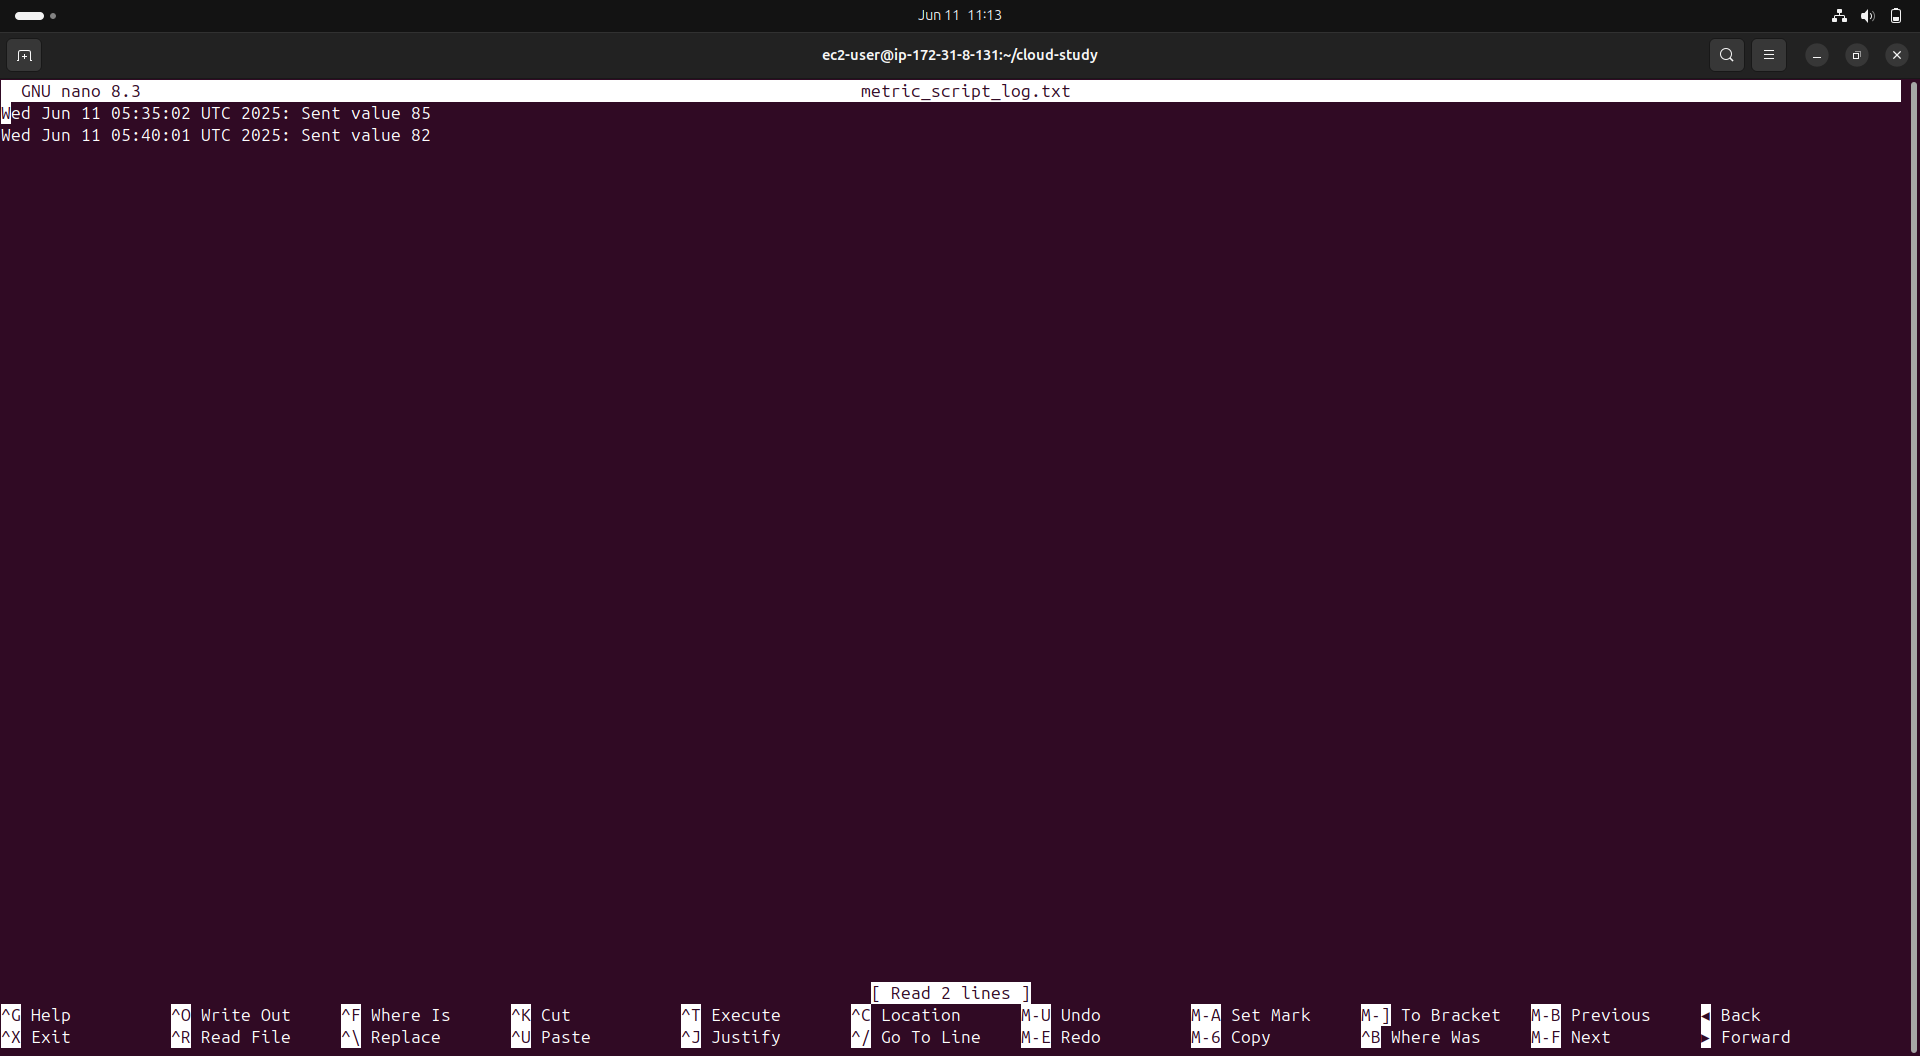 Jun 11 11:13
ec2-user@ip-172-31-8-131:~/cloud-study
GNU nano 8.3 metric_script_log.txt
Wed Jun 11 05:35:02 UTC 2025: Sent value 85
Wed Jun 11 05:40:01 UTC 2025: Sent value 82
[ Read 2 lines ]
^G Help ^O Write Out ^F Where Is ^K Cut ^T Execute ^C Location M-U Undo M-A Set Mark M-] To Bracket M-B Previous ◂ Back
^X Exit ^R Read File ^\ Replace ^U Paste ^J Justify ^/ Go To Line M-E Redo M-6 Copy ^B Where Was M-F Next ▸ Forward